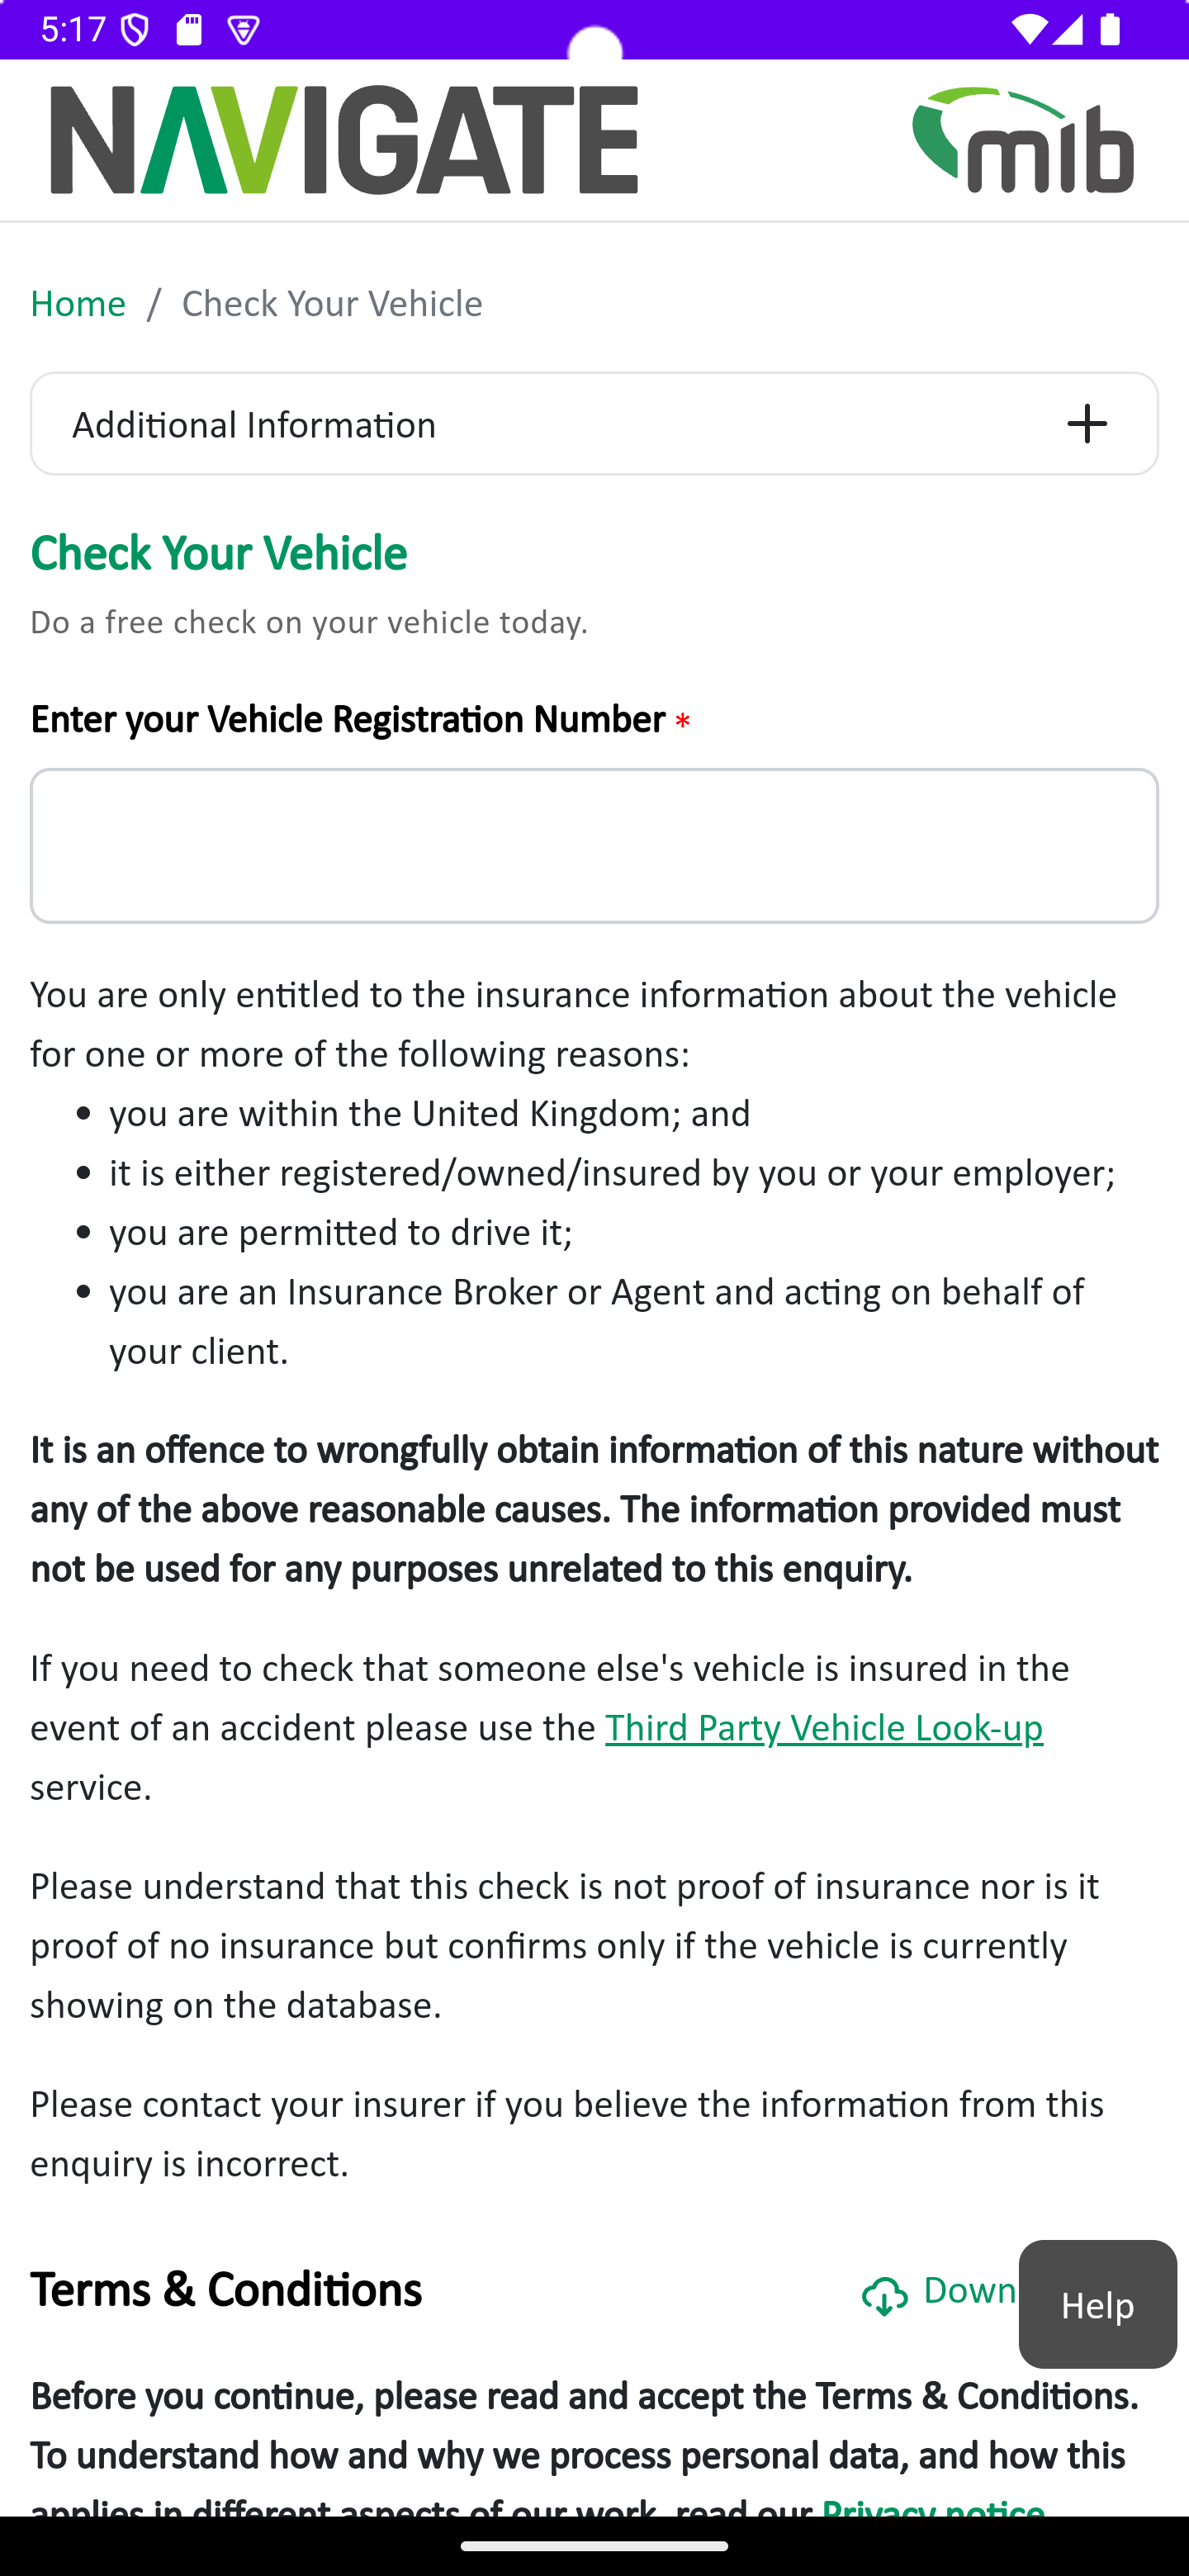 5:17
NAVIGATE
mib
Home / Check Your Vehicle
Additional Information
Check Your Vehicle
Do a free check on your vehicle today.
Enter your Vehicle Registration Number *
You are only entitled to the insurance information about the vehicle
for one or more of the following reasons:
• you are within the United Kingdom; and
• it is either registered/owned/insured by you or your employer;
• you are permitted to drive it;
• you are an Insurance Broker or Agent and acting on behalf of
your client.
It is an offence to wrongfully obtain information of this nature without
any of the above reasonable causes. The information provided must
not be used for any purposes unrelated to this enquiry.
If you need to check that someone else's vehicle is insured in the
event of an accident please use the Third Party Vehicle Look-up
service.
Please understand that this check is not proof of insurance nor is it
proof of no insurance but confirms only if the vehicle is currently
showing on the database.
Please contact your insurer if you believe the information from this
enquiry is incorrect.
Terms & Conditions
Down
Help
Before you continue, please read and accept the Terms & Conditions.
To understand how and why we process personal data, and how this
applies in different aspects of our work, read our Privacy notice